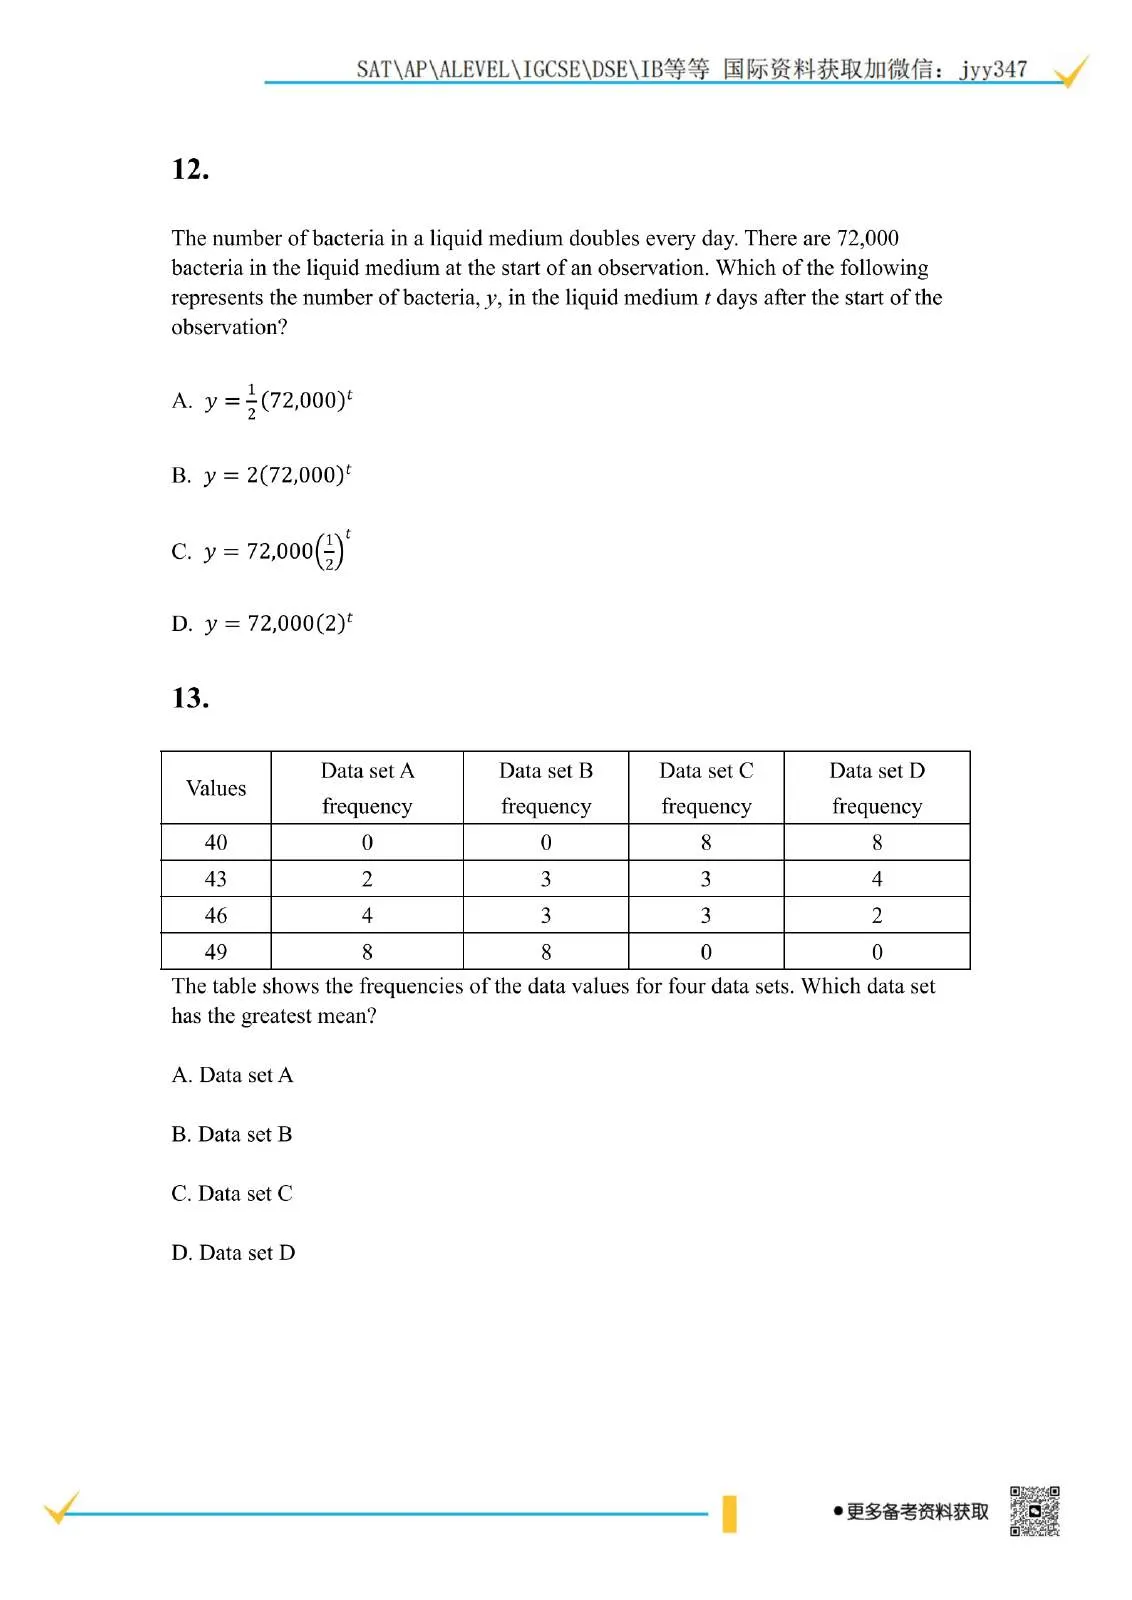 SAT\AP\ALEVEL\IGCSE\DSE\IB等等 国际资料获取加微信：jyy347
12.
The number of bacteria in a liquid medium doubles every day. There are 72,000
bacteria in the liquid medium at the start of an observation. Which of the following
represents the number of bacteria, y, in the liquid medium t days after the start of the
observation?
A. y = 1/2(72,000)^t
B. y = 2(72,000)^t
C. y = 72,000(1/2)^t
D. y = 72,000(2)^t
13.
Values Data set A frequency Data set B frequency Data set C frequency Data set D frequency
40 0 0 8 8
43 2 3 3 4
46 4 3 3 2
49 8 8 0 0
The table shows the frequencies of the data values for four data sets. Which data set
has the greatest mean?
A. Data set A
B. Data set B
C. Data set C
D. Data set D
●更多备考资料获取